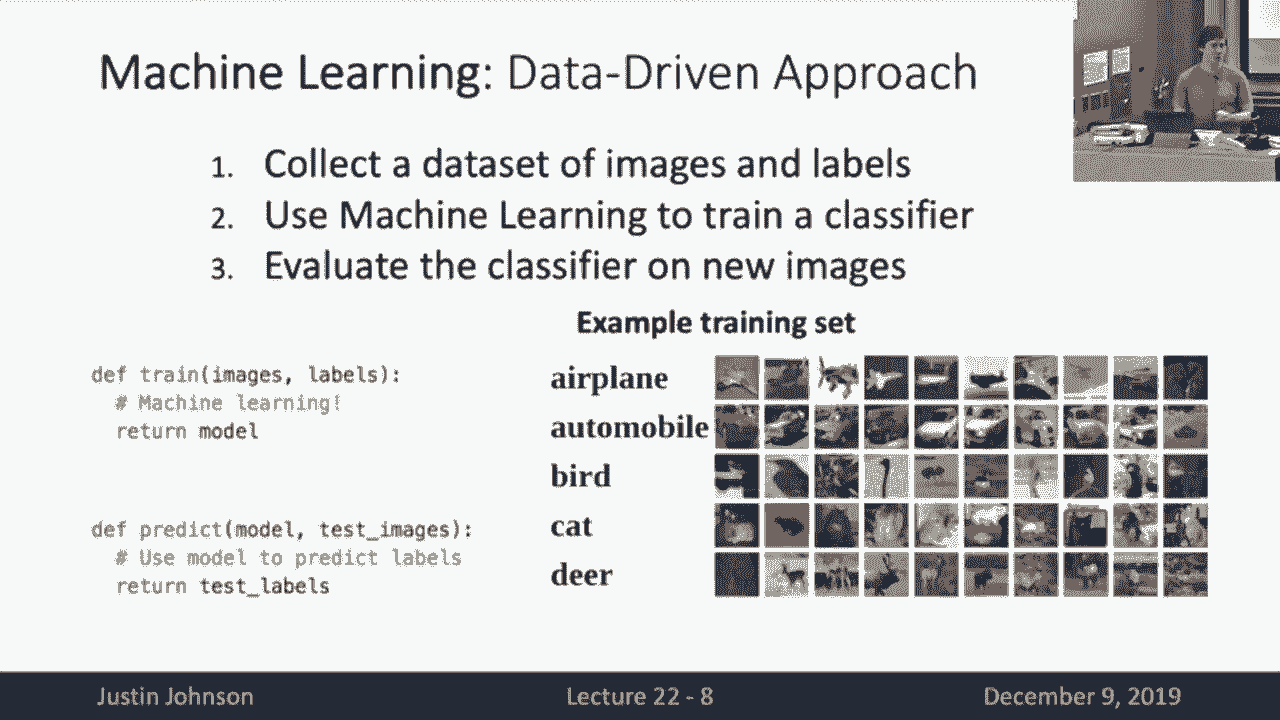 Machine Learning: Data-Driven Approach
1. Collect a dataset of images and labels
2. Use Machine Learning to train a classifier
3. Evaluate the classifier on new images
Example training set
def train(images, labels):
# Machine learning!
return model
def predict(model, test_images):
# Use model to predict labels
return test_labels
airplane
automobile
bird
cat
deer
Justin Johnson
Lecture 22 - 8
December 9, 2019